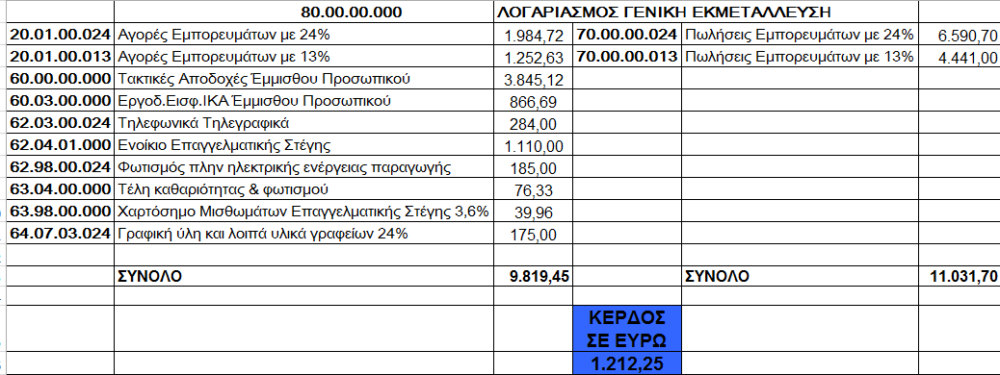 80.00.00.000 ΛΟΓΑΡΙΑΣΜΟΣ ΓΕΝΙΚΗ ΕΚΜΕΤΑΛΛΕΥΣΗ
20.01.00.024 Αγορές Εμπορευμάτων με 24% 1.984,72 70.00.00.024 Πωλήσεις Εμπορευμάτων με 24% 6.590,70
20.01.00.013 Αγορές Εμπορευμάτων με 13% 1.252,63 70.00.00.013 Πωλήσεις Εμπορευμάτων με 13% 4.441,00
60.00.00.000 Τακτικές Αποδοχές Έμμισθου Προσωπικού 3.845,12
60.03.00.000 Εργοδ.Εισφ.ΙΚΑ Έμμισθου Προσωπικού 866,69
62.03.00.024 Τηλεφωνικά Τηλεγραφικά 284,00
62.04.01.000 Ενοίκιο Επαγγελματικής Στέγης 1.110,00
62.98.00.024 Φωτισμός πλην ηλεκτρικής ενέργειας παραγωγής 185,00
63.04.00.000 Τέλη καθαριότητας & φωτισμού 76,33
63.98.00.000 Χαρτόσημο Μισθωμάτων Επαγγελματικής Στέγης 3,6% 39,96
64.07.03.024 Γραφική ύλη και λοιπά υλικά γραφείων 24% 175,00
ΣΥΝΟΛΟ 9.819,45 ΣΥΝΟΛΟ 11.031,70
ΚΕΡΔΟΣ
ΣΕ ΕΥΡΩ
1.212,25